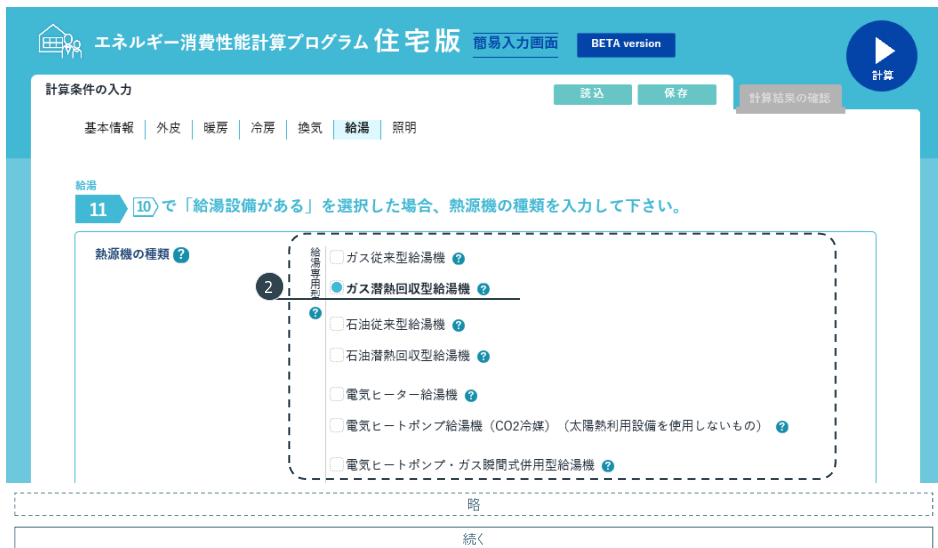 エネルギー消費性能計算プログラム 住宅版 簡易入力画面 BETA version
計算
計算条件の入力 読込 保存 計算結果の確認
基本情報 外皮 暖房 冷房 換気 給湯 照明
給湯
11 10で「給湯設備がある」を選択した場合、熱源機の種類を入力して下さい。
熱源機の種類 ?
給湯専用型 ?
ガス従来型給湯機 ?
2 ガス潜熱回収型給湯機 ?
石油従来型給湯機 ?
石油潜熱回収型給湯機 ?
電気ヒーター給湯機 ?
電気ヒートポンプ給湯機（CO2冷媒）（太陽熱利用設備を使用しないもの） ?
電気ヒートポンプ・ガス瞬間式併用型給湯機 ?
略
続く